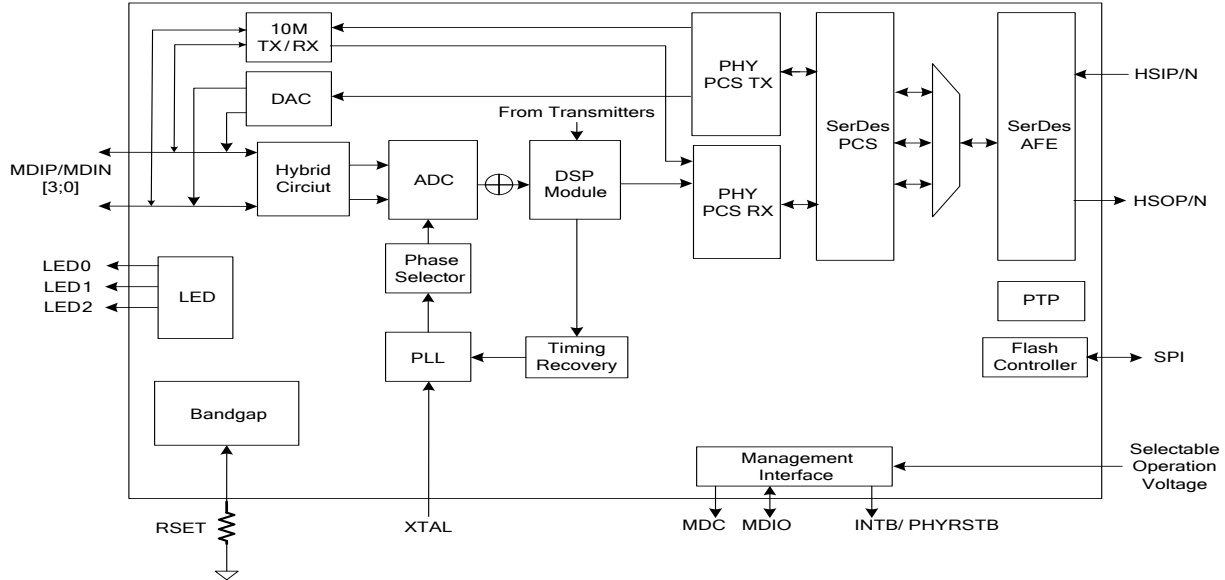 10M
TX/RX
DAC
From Transmitters
PHY
PCS TX
SerDes
PCS
SerDes
AFE
HSIP/N
MDIP/MDIN
[3;0]
Hybrid
Circiut
ADC
DSP
Module
PHY
PCS RX
HSOP/N
LED0
LED1
LED2
LED
Phase
Selector
PTP
PLL
Timing
Recovery
Flash
Controller
SPI
Bandgap
Management
Interface
Selectable
Operation
Voltage
RSET
XTAL
MDC
MDIO
INTB/ PHYRSTB